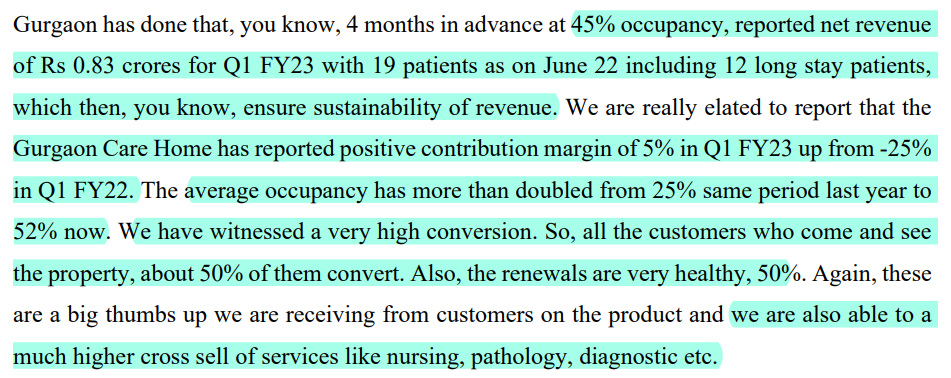 Gurgaon has done that, you know, 4 months in advance at 45% occupancy, reported net revenue
of Rs 0.83 crores for Q1 FY23 with 19 patients as on June 22 including 12 long stay patients,
which then, you know, ensure sustainability of revenue. We are really elated to report that the
Gurgaon Care Home has reported positive contribution margin of 5% in Q1 FY23 up from -25%
in Q1 FY22. The average occupancy has more than doubled from 25% same period last year to
52% now. We have witnessed a very high conversion. So, all the customers who come and see
the property, about 50% of them convert. Also, the renewals are very healthy, 50%. Again, these
are a big thumbs up we are receiving from customers on the product and we are also able to a
much higher cross sell of services like nursing, pathology, diagnostic etc.